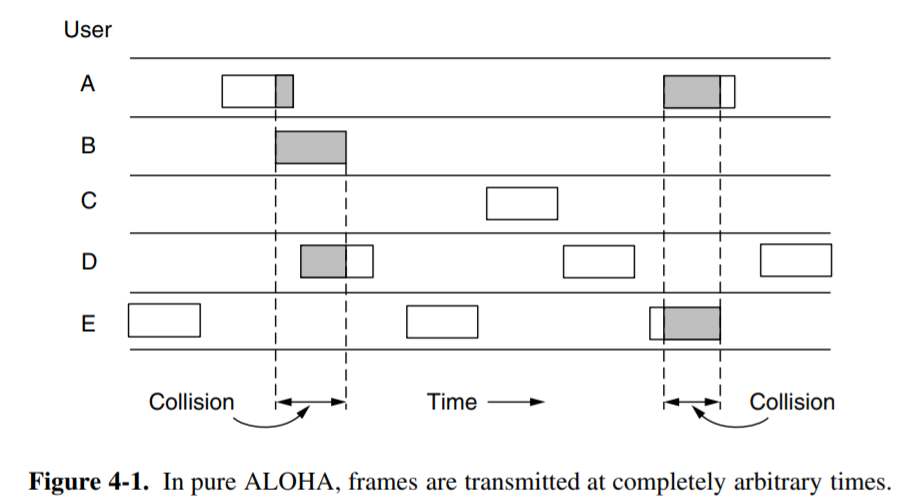 User
A
B
C
D
E
Collision Time Collision
Figure 4-1. In pure ALOHA, frames are transmitted at completely arbitrary times.